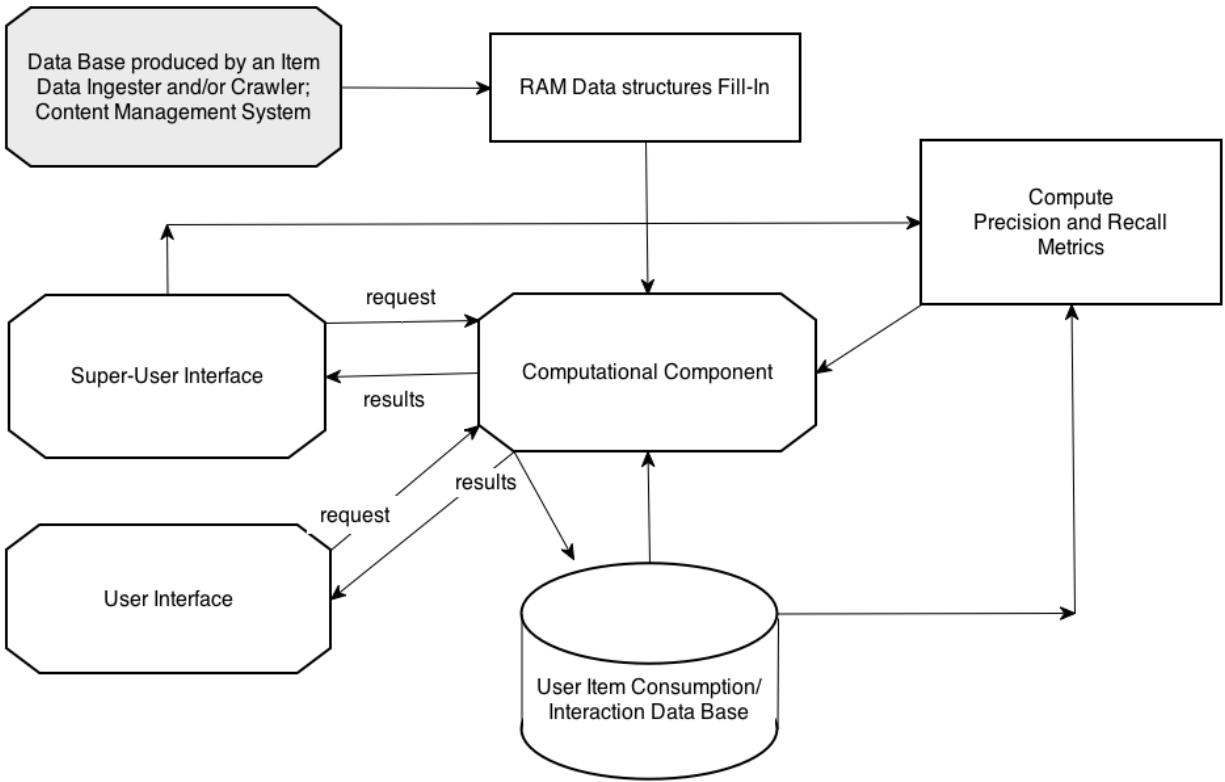 Data Base produced by an Item
Data Ingester and/or Crawler;
Content Management System
RAM Data structures Fill-In
Compute
Precision and Recall
Metrics
request
Super-User Interface
Computational Component
results
results
request
User Interface
User Item Consumption/
Interaction Data Base